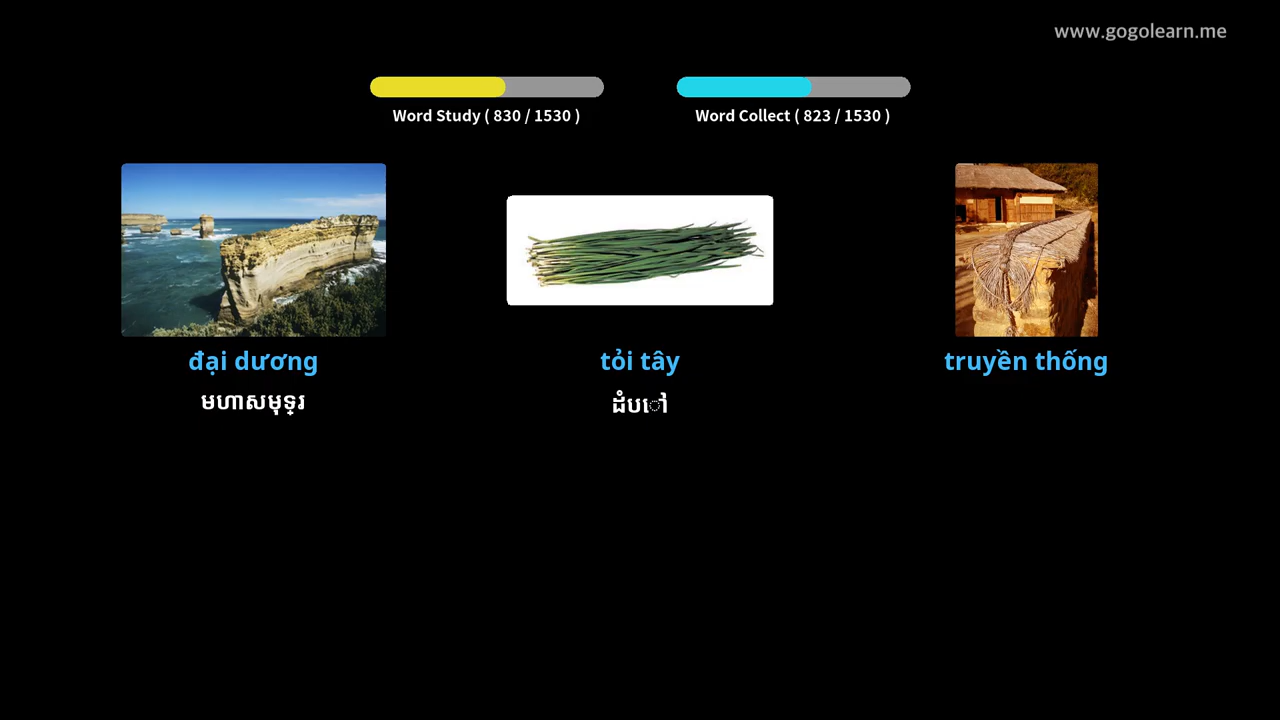 www.gogolearn.me
Word Study ( 830 / 1530 )
Word Collect ( 823 / 1530 )
đại dương
tỏi tây
truyền thống
មហាសមុទ្រ
ដំបៅ